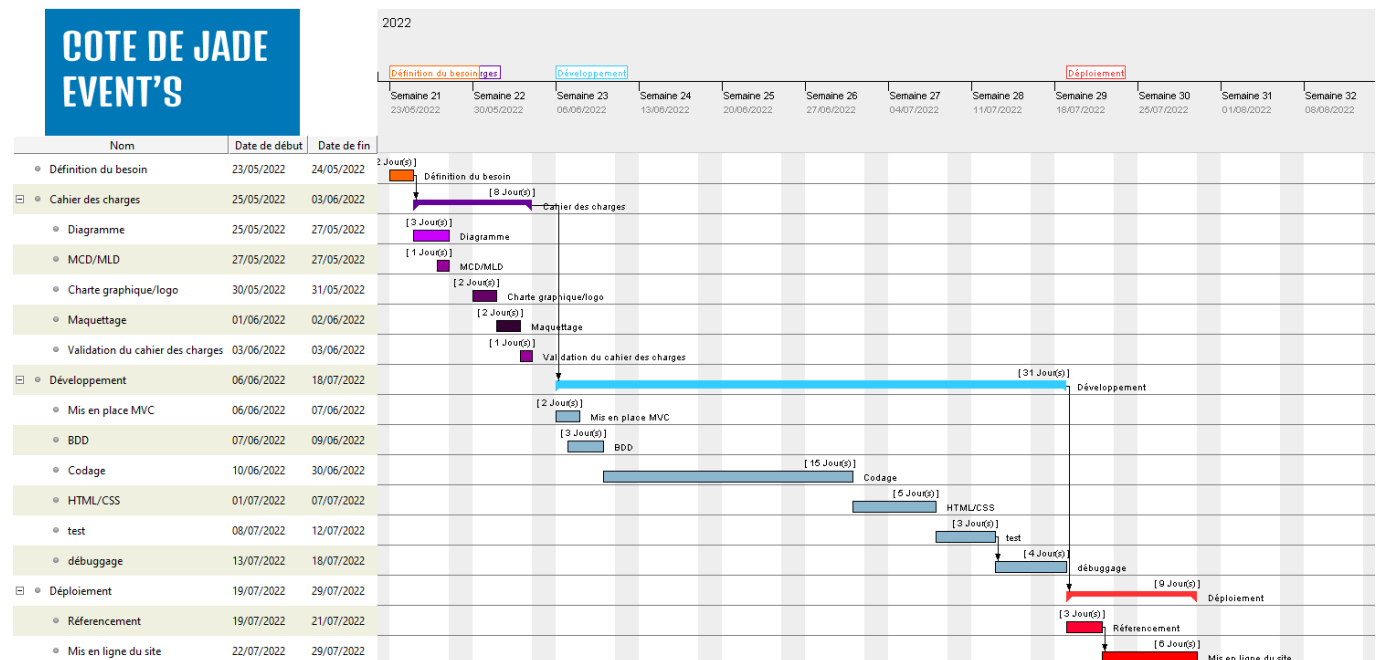 COTE DE JADE
EVENT'S
2022
Définition du besoin rges Développement Déploiement
Semaine 21 Semaine 22 Semaine 23 Semaine 24 Semaine 25 Semaine 26 Semaine 27 Semaine 28 Semaine 29 Semaine 30 Semaine 31 Semaine 32
23/05/2022 30/05/2022 06/06/2022 13/06/2022 20/06/2022 27/06/2022 04/07/2022 11/07/2022 18/07/2022 25/07/2022 01/08/2022 08/08/2022
Nom Date de début Date de fin
2 Jour(s) ]
Définition du besoin 23/05/2022 24/05/2022 Définition du besoin
[ 8 Jour(s) ]
Cahier des charges 25/05/2022 03/06/2022 Cahier des charges
[ 3 Jour(s) ]
Diagramme 25/05/2022 27/05/2022 Diagramme
[ 1 Jour(s) ]
MCD/MLD 27/05/2022 27/05/2022 MCD/MLD
[ 2 Jour(s) ]
Charte graphique/logo 30/05/2022 31/05/2022 Charte graphique/logo
[ 2 Jour(s) ]
Maquettage 01/06/2022 02/06/2022 Maquettage
[ 1 Jour(s) ]
Validation du cahier des charges 03/06/2022 03/06/2022 Validation du cahier des charges
[ 31 Jour(s) ]
Développement 06/06/2022 18/07/2022 Développement
[ 2 Jour(s) ]
Mis en place MVC 06/06/2022 07/06/2022 Mis en place MVC
[ 3 Jour(s) ]
BDD 07/06/2022 09/06/2022 BDD
[ 15 Jour(s) ]
Codage 10/06/2022 30/06/2022 Codage
[ 5 Jour(s) ]
HTML/CSS 01/07/2022 07/07/2022 HTML/CSS
[ 3 Jour(s) ]
test 08/07/2022 12/07/2022 test
[ 4 Jour(s) ]
débuggage 13/07/2022 18/07/2022 débuggage
[ 9 Jour(s) ]
Déploiement 19/07/2022 29/07/2022 Déploiement
[ 3 Jour(s) ]
Réferencement 19/07/2022 21/07/2022 Réferencement
[ 6 Jour(s) ]
Mis en ligne du site 22/07/2022 29/07/2022 Mis en ligne du site